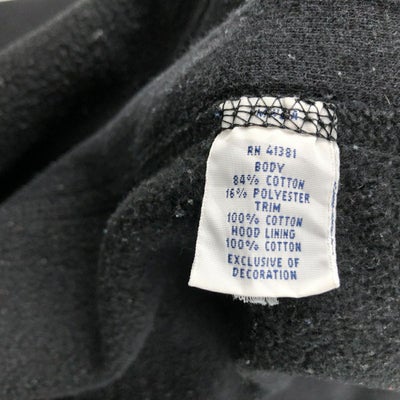 RN 41381
BODY
84% COTTON
16% POLYESTER
TRIM
100% COTTON
HOOD LINING
100% COTTON
EXCLUSIVE OF
DECORATION